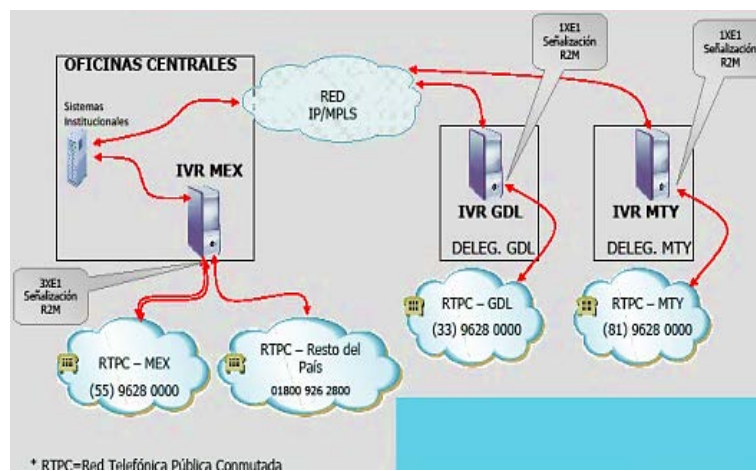 1XE1
Señalización
R2M
1XE1
Señalización
R2M
OFICINAS CENTRALES
Sistemas
Institucionales
RED
IP/MPLS
IVR MEX
IVR GDL
DELEG. GDL
IVR MTY
DELEG. MTY
3XE1
Señalización
R2M
RTPC – MEX
(55) 9628 0000
RTPC – Resto del
País
01800 926 2800
RTPC – GDL
(33) 9628 0000
RTPC – MTY
(81) 9628 0000
* RTPC=Red Telefónica Pública Conmutada